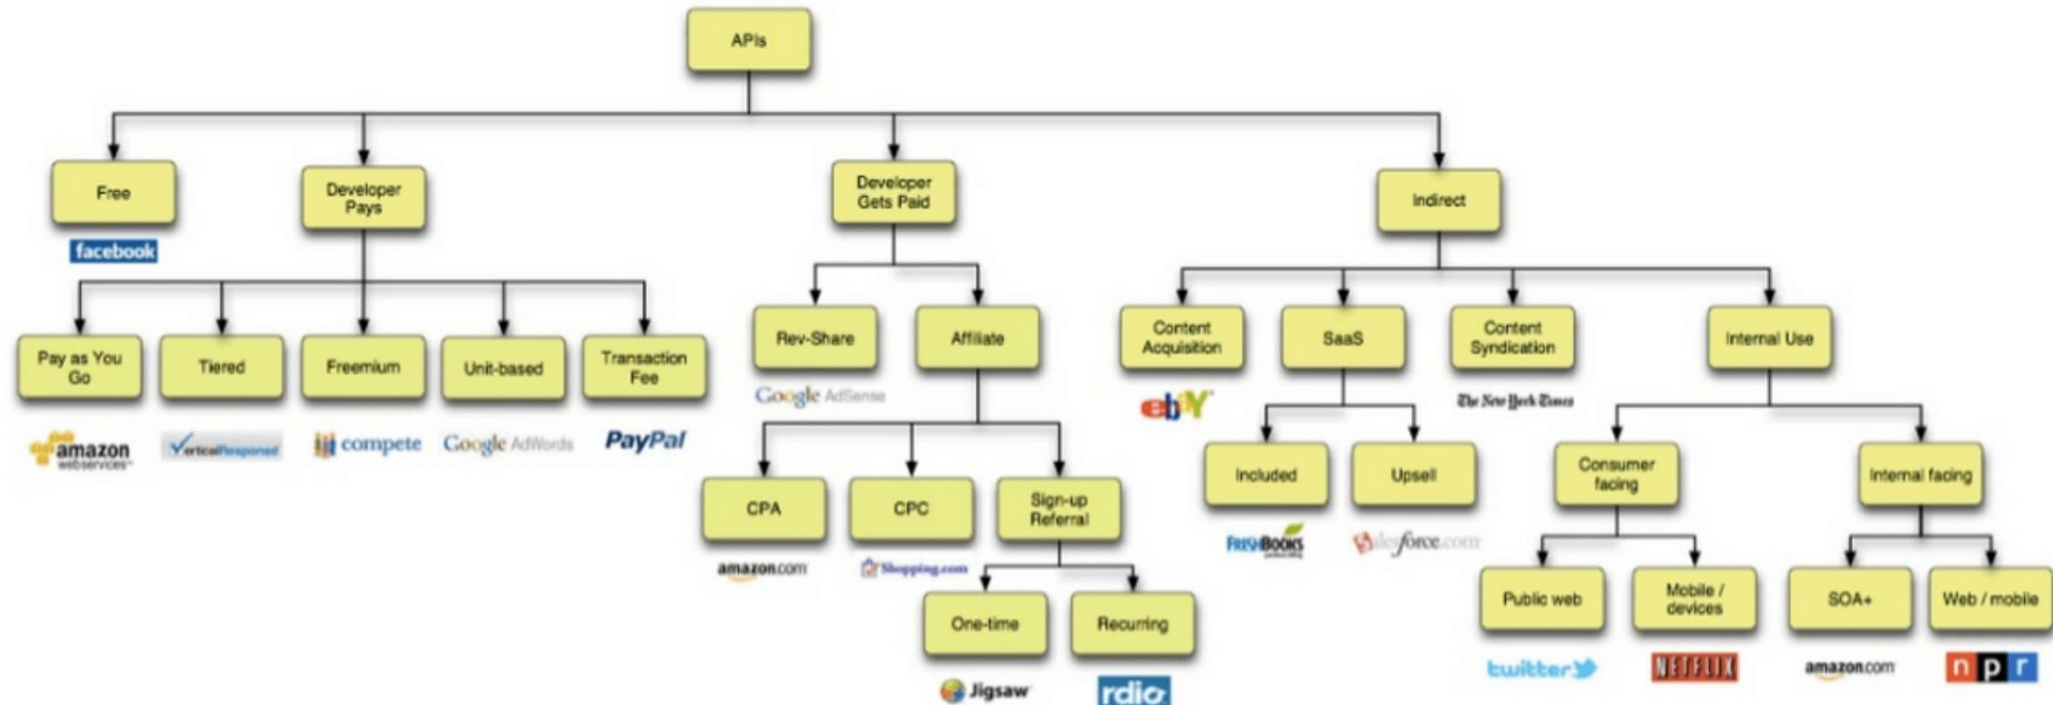 APIs
Free
Developer
Pays
Developer
Gets Paid
Indirect
facebook
Pay as You
Go
Tiered
Freemium
Unit-based
Transaction
Fee
Rev-Share
Affiliate
Content
Acquisition
SaaS
Content
Syndication
Internal Use
amazon
webservices™
VerticalResponse
compete
Google AdWords
PayPal
Google AdSense
ebaY
The New York Times
CPA
CPC
Sign-up
Referral
Included
Upsell
Consumer
facing
Internal facing
amazon.com
Shopping.com
FRESHBOOKS
salesforce.com
One-time
Recurring
Public web
Mobile /
devices
SOA+
Web / mobile
Jigsaw
rdio
twitter
NETFLIX
amazon.com
n p r